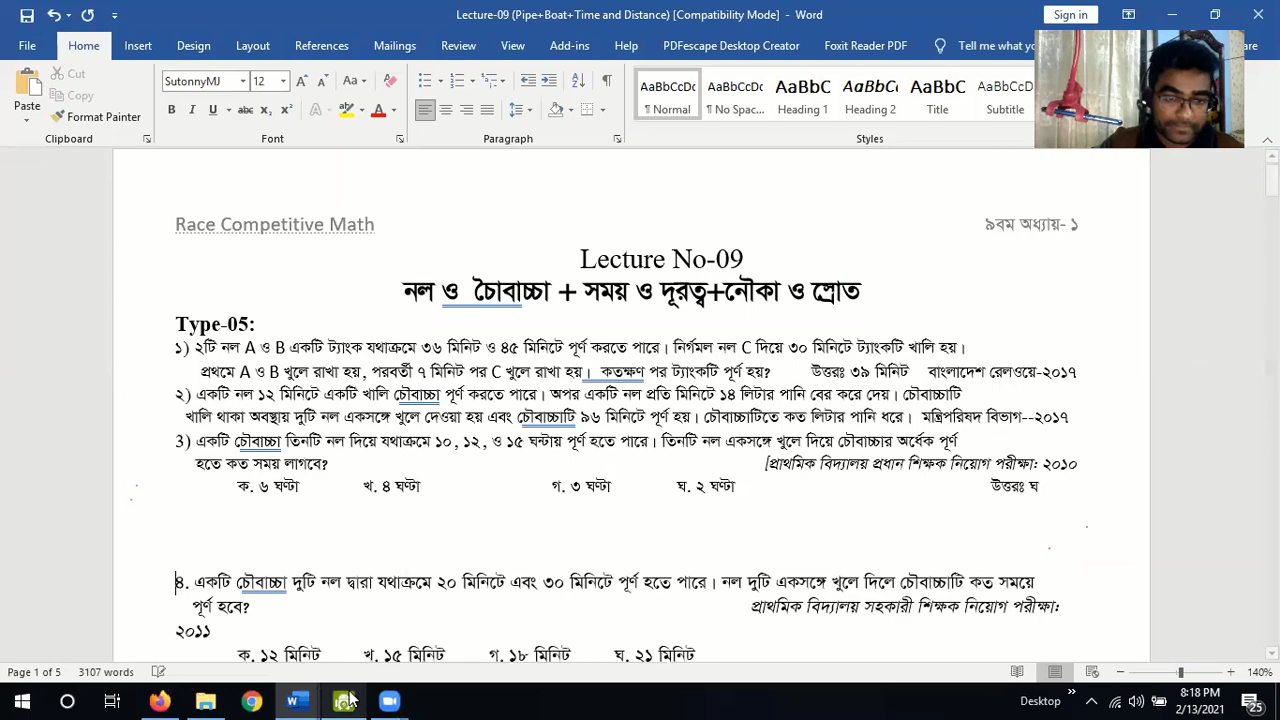 Lecture-09 (Pipe+Boat+Time and Distance) [Compatibility Mode] - Word
Sign in
File Home Insert Design Layout References Mailings Review View Add-ins Help PDFescape Desktop Creator Foxit Reader PDF Tell me
Paste
Cut
Copy
Format Painter
SutonnyMJ 12
AaBbCcDc AaBbCcDc AaBbC AaBbCc AaBbC AaBbC
¶ Normal ¶ No Spac... Heading 1 Heading 2 Title Subtitle
Clipboard Font Paragraph Styles
Race Competitive Math ৯বম অধ্যায়- ১
Lecture No-09
নল ও চৌবাচ্চা + সময় ও দূরত্ব+নৌকা ও স্রোত
Type-05:
১) ২টি নল A ও B একটি ট্যাংক যথাক্রমে ৩৬ মিনিট ও ৪৫ মিনিটে পূর্ণ করতে পারে। নির্গমল নল C দিয়ে ৩০ মিনিটে ট্যাংকটি খালি হয়।
প্রথমে A ও B খুলে রাখা হয়, পরবর্তী ৭ মিনিট পর C খুলে রাখা হয়। কতক্ষণ পর ট্যাংকটি পূর্ণ হয়? উত্তরঃ ৩৯ মিনিট বাংলাদেশ রেলওয়ে-২০১৭
২) একটি নল ১২ মিনিটে একটি খালি চৌবাচ্চা পূর্ণ করতে পারে। অপর একটি নল প্রতি মিনিটে ১৪ লিটার পানি বের করে দেয়। চৌবাচ্চাটি
খালি থাকা অবস্থায় দুটি নল একসঙ্গে খুলে দেওয়া হয় এবং চৌবাচ্চাটি ৯৬ মিনিটে পূর্ণ হয়। চৌবাচ্চাটিতে কত লিটার পানি ধরে। মন্ত্রিপরিষদ বিভাগ--২০১৭
3) একটি চৌবাচ্চা তিনটি নল দিয়ে যথাক্রমে ১০, ১২, ও ১৫ ঘন্টায় পূর্ণ হতে পারে। তিনটি নল একসঙ্গে খুলে দিয়ে চৌবাচ্চার অর্ধেক পূর্ণ
হতে কত সময় লাগবে? [প্রাথমিক বিদ্যালয় প্রধান শিক্ষক নিয়োগ পরীক্ষা: ২০১০
ক. ৬ ঘণ্টা খ. ৪ ঘণ্টা গ. ৩ ঘণ্টা ঘ. ২ ঘণ্টা উত্তরঃ ঘ
৪. একটি চৌবাচ্চা দুটি নল দ্বারা যথাক্রমে ২০ মিনিটে এবং ৩০ মিনিটে পূর্ণ হতে পারে। নল দুটি একসঙ্গে খুলে দিলে চৌবাচ্চাটি কত সময়ে
পূর্ণ হবে? প্রাথমিক বিদ্যালয় সহকারী শিক্ষক নিয়োগ পরীক্ষা:
২০১১
ক. ১২ মিনিট খ. ১৫ মিনিট গ. ১৮ মিনিট ঘ. ২১ মিনিট
Page 1 of 5 3107 words 140%
Desktop 8:18 PM
2/13/2021
25